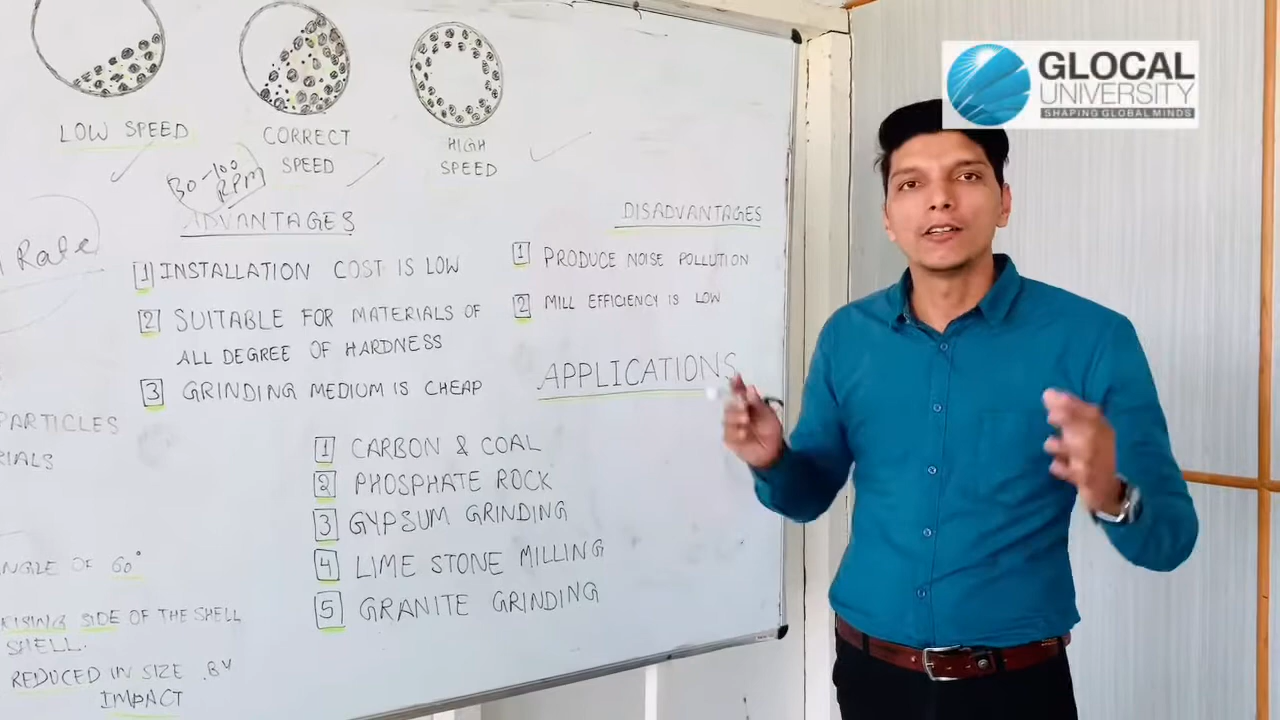 GLOCAL
UNIVERSITY
SHAPING GLOBAL MINDS
LOW SPEED
CORRECT
SPEED
HIGH
SPEED
30-100
RPM
Rate
ADVANTAGES
1 INSTALLATION COST IS LOW
2 SUITABLE FOR MATERIALS OF
ALL DEGREE OF HARDNESS
3 GRINDING MEDIUM IS CHEAP
DISADVANTAGES
1 PRODUCE NOISE POLLUTION
2 MILL EFFICIENCY IS LOW
APPLICATIONS
1 CARBON & COAL
2 PHOSPHATE ROCK
3 GYPSUM GRINDING
4 LIME STONE MILLING
5 GRANITE GRINDING
PARTICLES
RIALS
NGLE OF 60°
RISING SIDE OF THE SHELL
SHELL.
REDUCED IN SIZE BY
IMPACT